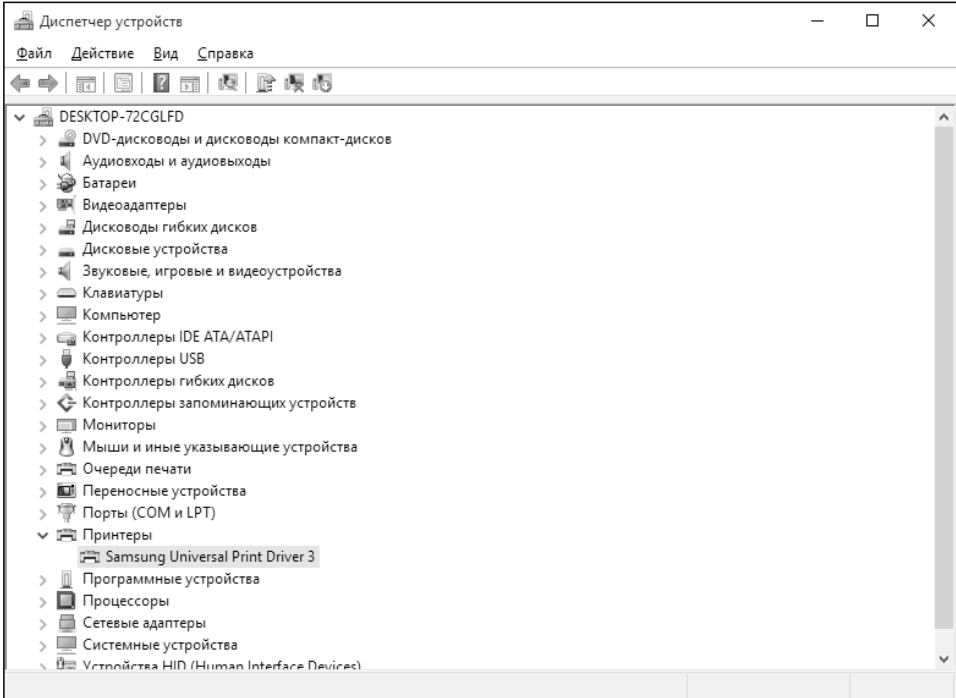 Диспетчер устройств
Файл Действие Вид Справка
DESKTOP-72CGLFD
DVD-дисководы и дисководы компакт-дисков
Аудиовходы и аудиовыходы
Батареи
Видеоадаптеры
Дисководы гибких дисков
Дисковые устройства
Звуковые, игровые и видеоустройства
Клавиатуры
Компьютер
Контроллеры IDE ATA/ATAPI
Контроллеры USB
Контроллеры гибких дисков
Контроллеры запоминающих устройств
Мониторы
Мыши и иные указывающие устройства
Очереди печати
Переносные устройства
Порты (COM и LPT)
Принтеры
Samsung Universal Print Driver 3
Программные устройства
Процессоры
Сетевые адаптеры
Системные устройства
Устройства HID (Human Interface Devices)